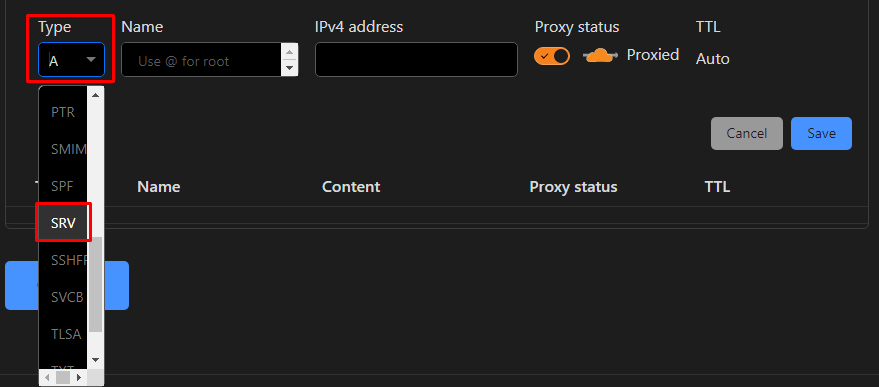 Type Name IPv4 address Proxy status TTL
A Use @ for root Proxied Auto
PTR
SMIM
Cancel Save
SPF
Name Content Proxy status TTL
SRV
SSHFP
SVCB
TLSA
TXT